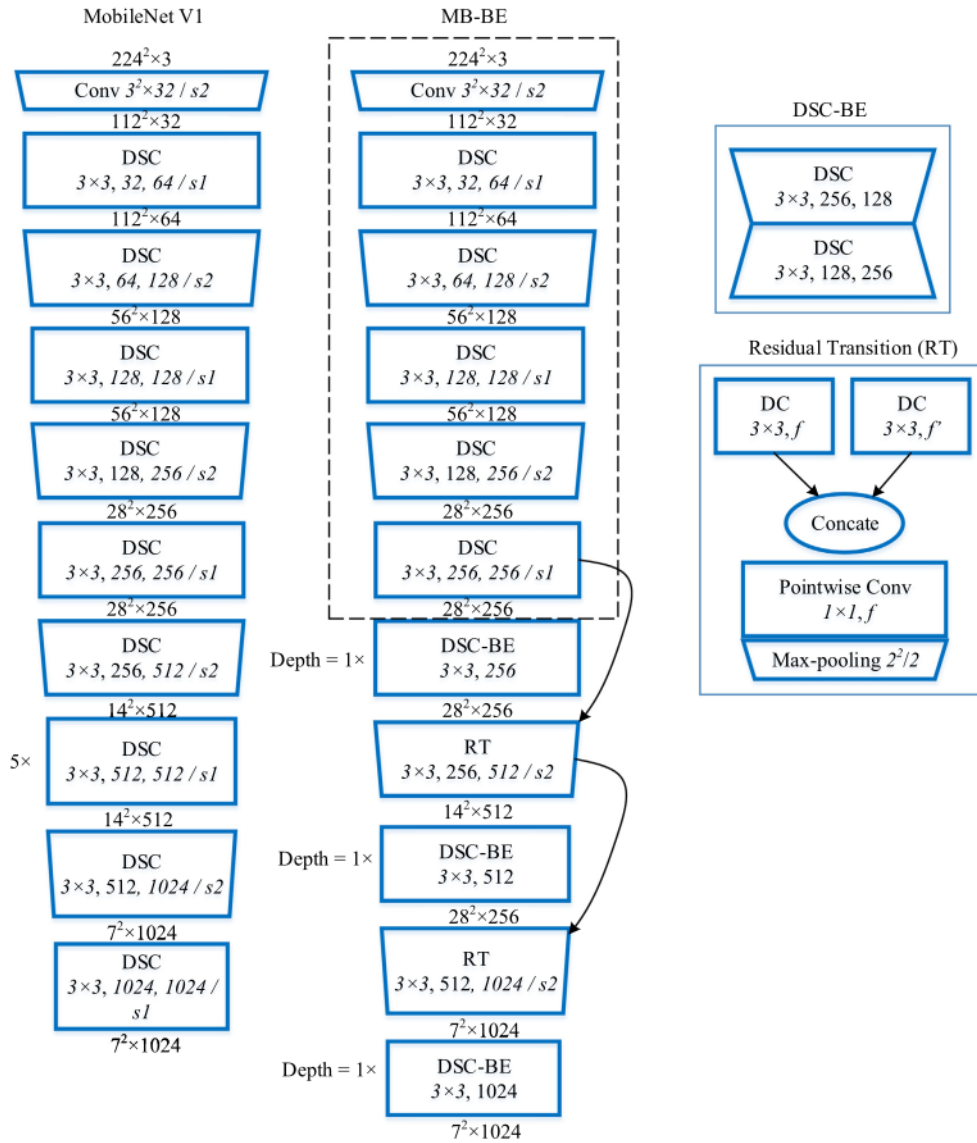 MobileNet V1
224²×3
Conv 3²×32 / s2
112²×32
DSC
3×3, 32, 64 / s1
112²×64
DSC
3×3, 64, 128 / s2
56²×128
DSC
3×3, 128, 128 / s1
56²×128
DSC
3×3, 128, 256 / s2
28²×256
DSC
3×3, 256, 256 / s1
28²×256
DSC
3×3, 256, 512 / s2
14²×512
5×
DSC
3×3, 512, 512 / s1
14²×512
DSC
3×3, 512, 1024 / s2
7²×1024
DSC
3×3, 1024, 1024 /
s1
7²×1024
MB-BE
224²×3
Conv 3²×32 / s2
112²×32
DSC
3×3, 32, 64 / s1
112²×64
DSC
3×3, 64, 128 / s2
56²×128
DSC
3×3, 128, 128 / s1
56²×128
DSC
3×3, 128, 256 / s2
28²×256
DSC
3×3, 256, 256 / s1
28²×256
Depth = 1×
DSC-BE
3×3, 256
28²×256
RT
3×3, 256, 512 / s2
14²×512
Depth = 1×
DSC-BE
3×3, 512
28²×256
RT
3×3, 512, 1024 / s2
7²×1024
Depth = 1×
DSC-BE
3×3, 1024
7²×1024
DSC-BE
DSC
3×3, 256, 128
DSC
3×3, 128, 256
Residual Transition (RT)
DC
3×3, f
DC
3×3, f'
Concate
Pointwise Conv
1×1, f
Max-pooling 2²/2